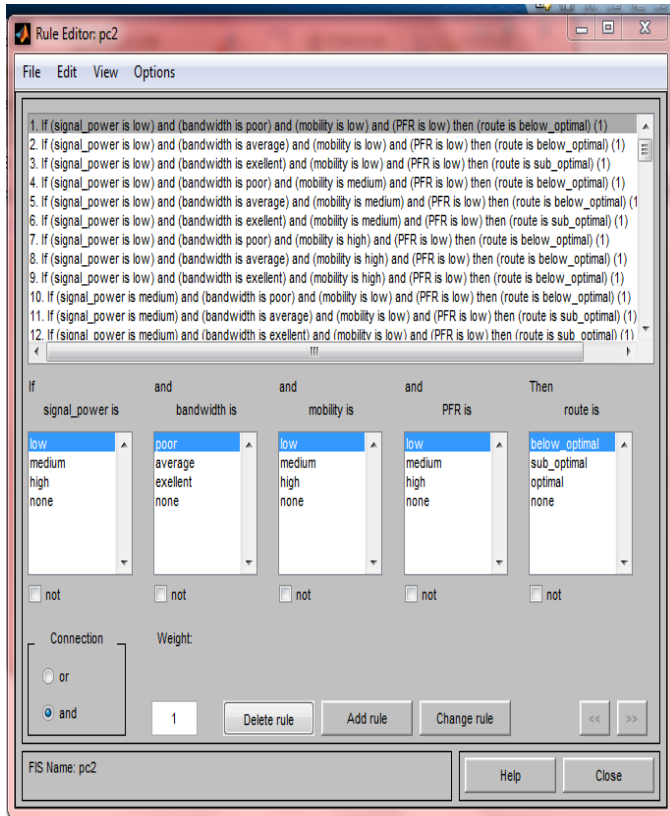 Rule Editor: pc2
File Edit View Options
1. If (signal_power is low) and (bandwidth is poor) and (mobility is low) and (PFR is low) then (route is below_optimal) (1)
2. If (signal_power is low) and (bandwidth is average) and (mobility is low) and (PFR is low) then (route is below_optimal) (1)
3. If (signal_power is low) and (bandwidth is exellent) and (mobility is low) and (PFR is low) then (route is sub_optimal) (1)
4. If (signal_power is low) and (bandwidth is poor) and (mobility is medium) and (PFR is low) then (route is below_optimal) (1)
5. If (signal_power is low) and (bandwidth is average) and (mobility is medium) and (PFR is low) then (route is below_optimal) (1
6. If (signal_power is low) and (bandwidth is exellent) and (mobility is medium) and (PFR is low) then (route is sub_optimal) (1)
7. If (signal_power is low) and (bandwidth is poor) and (mobility is high) and (PFR is low) then (route is below_optimal) (1)
8. If (signal_power is low) and (bandwidth is average) and (mobility is high) and (PFR is low) then (route is below_optimal) (1)
9. If (signal_power is low) and (bandwidth is exellent) and (mobility is high) and (PFR is low) then (route is below_optimal) (1)
10. If (signal_power is medium) and (bandwidth is poor) and (mobility is low) and (PFR is low) then (route is below_optimal) (1)
11. If (signal_power is medium) and (bandwidth is average) and (mobility is low) and (PFR is low) then (route is sub_optimal) (1)
12. If (signal_power is medium) and (bandwidth is exellent) and (mobility is low) and (PFR is low) then (route is sub_optimal) (1)
If and and and Then
signal_power is bandwidth is mobility is PFR is route is
low poor low low below_optimal
medium average medium medium sub_optimal
high exellent high high optimal
none none none none none
not not not not not
Connection Weight:
or
and 1 Delete rule Add rule Change rule << >>
FIS Name: pc2 Help Close